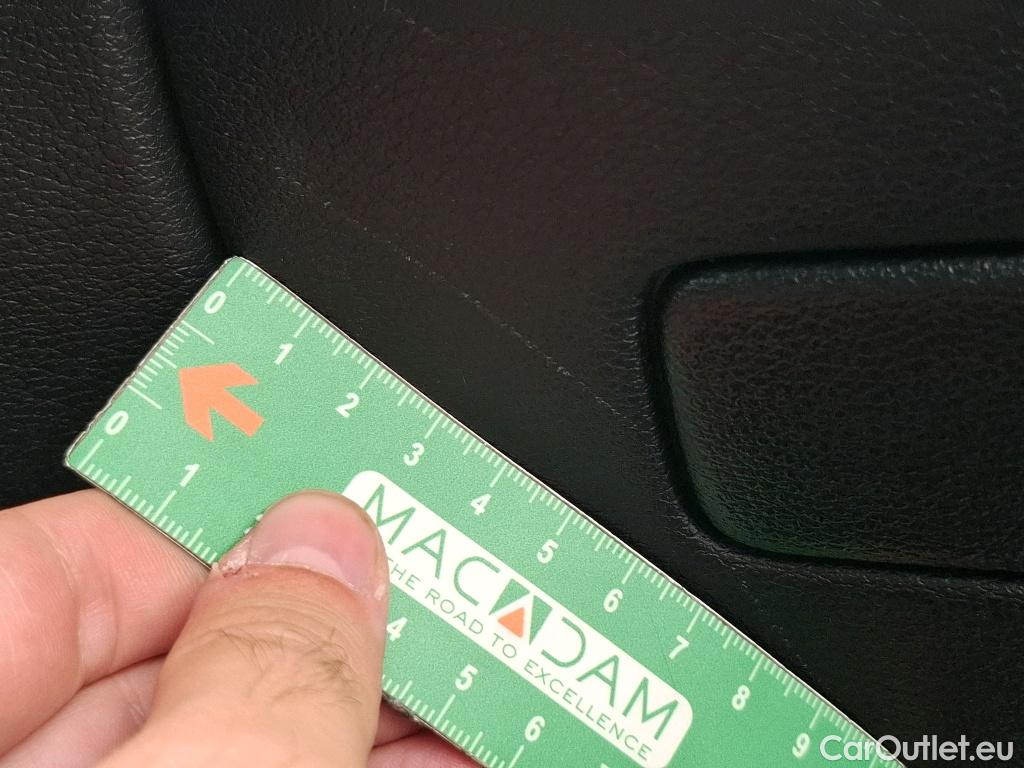 0 1 2 3 4 5 6 7 8 9
MACADAM
THE ROAD TO EXCELLENCE
0 1 4 5 6
CarOutlet.eu